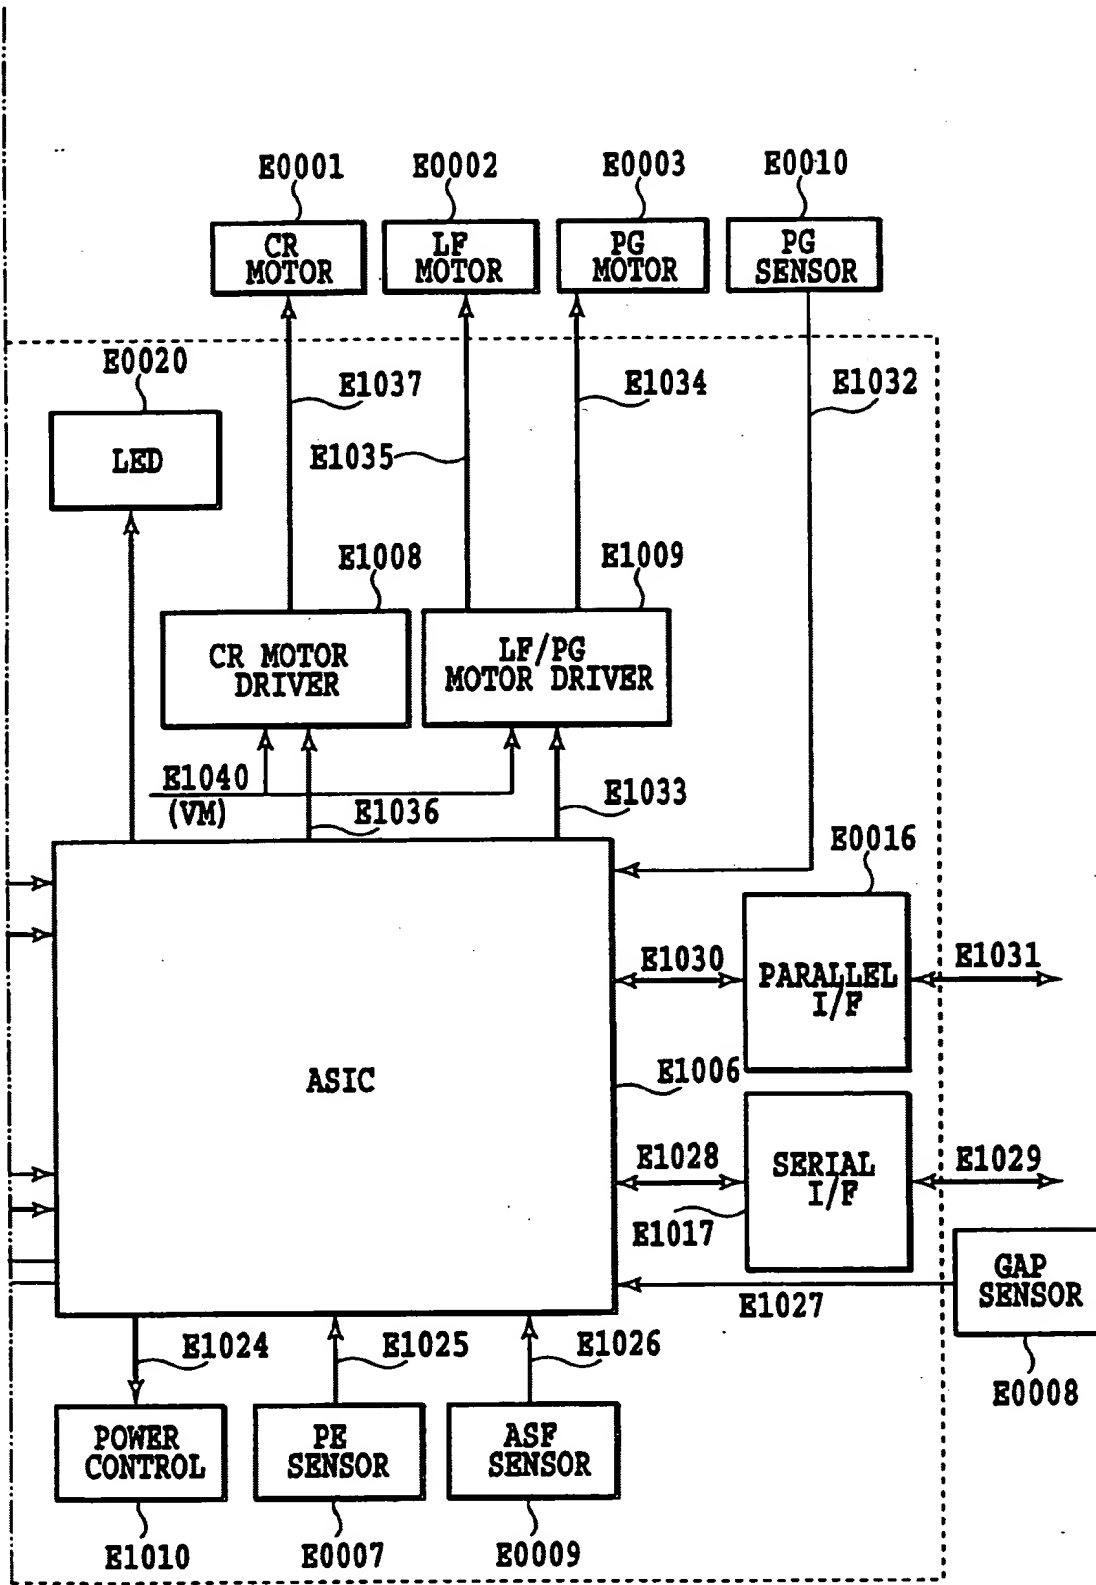 E0001
E0002
E0003
E0010
CR
MOTOR
LF
MOTOR
PG
MOTOR
PG
SENSOR
E0020
E1037
E1034
E1032
LED
E1035
E1008
E1009
CR MOTOR
DRIVER
LF/PG
MOTOR DRIVER
E1040
(VM)
E1036
E1033
E0016
E1030
PARALLEL
I/F
E1031
ASIC
E1006
E1028
SERIAL
I/F
E1029
E1017
GAP
SENSOR
E1027
E1024
E1025
E1026
E0008
POWER
CONTROL
PE
SENSOR
ASF
SENSOR
E1010
E0007
E0009